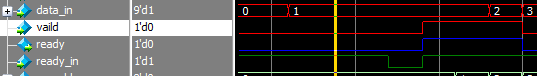 data_in 9'd1 0 1 2 3
vaild 1'd0
ready 1'd0
ready_in 1'd1